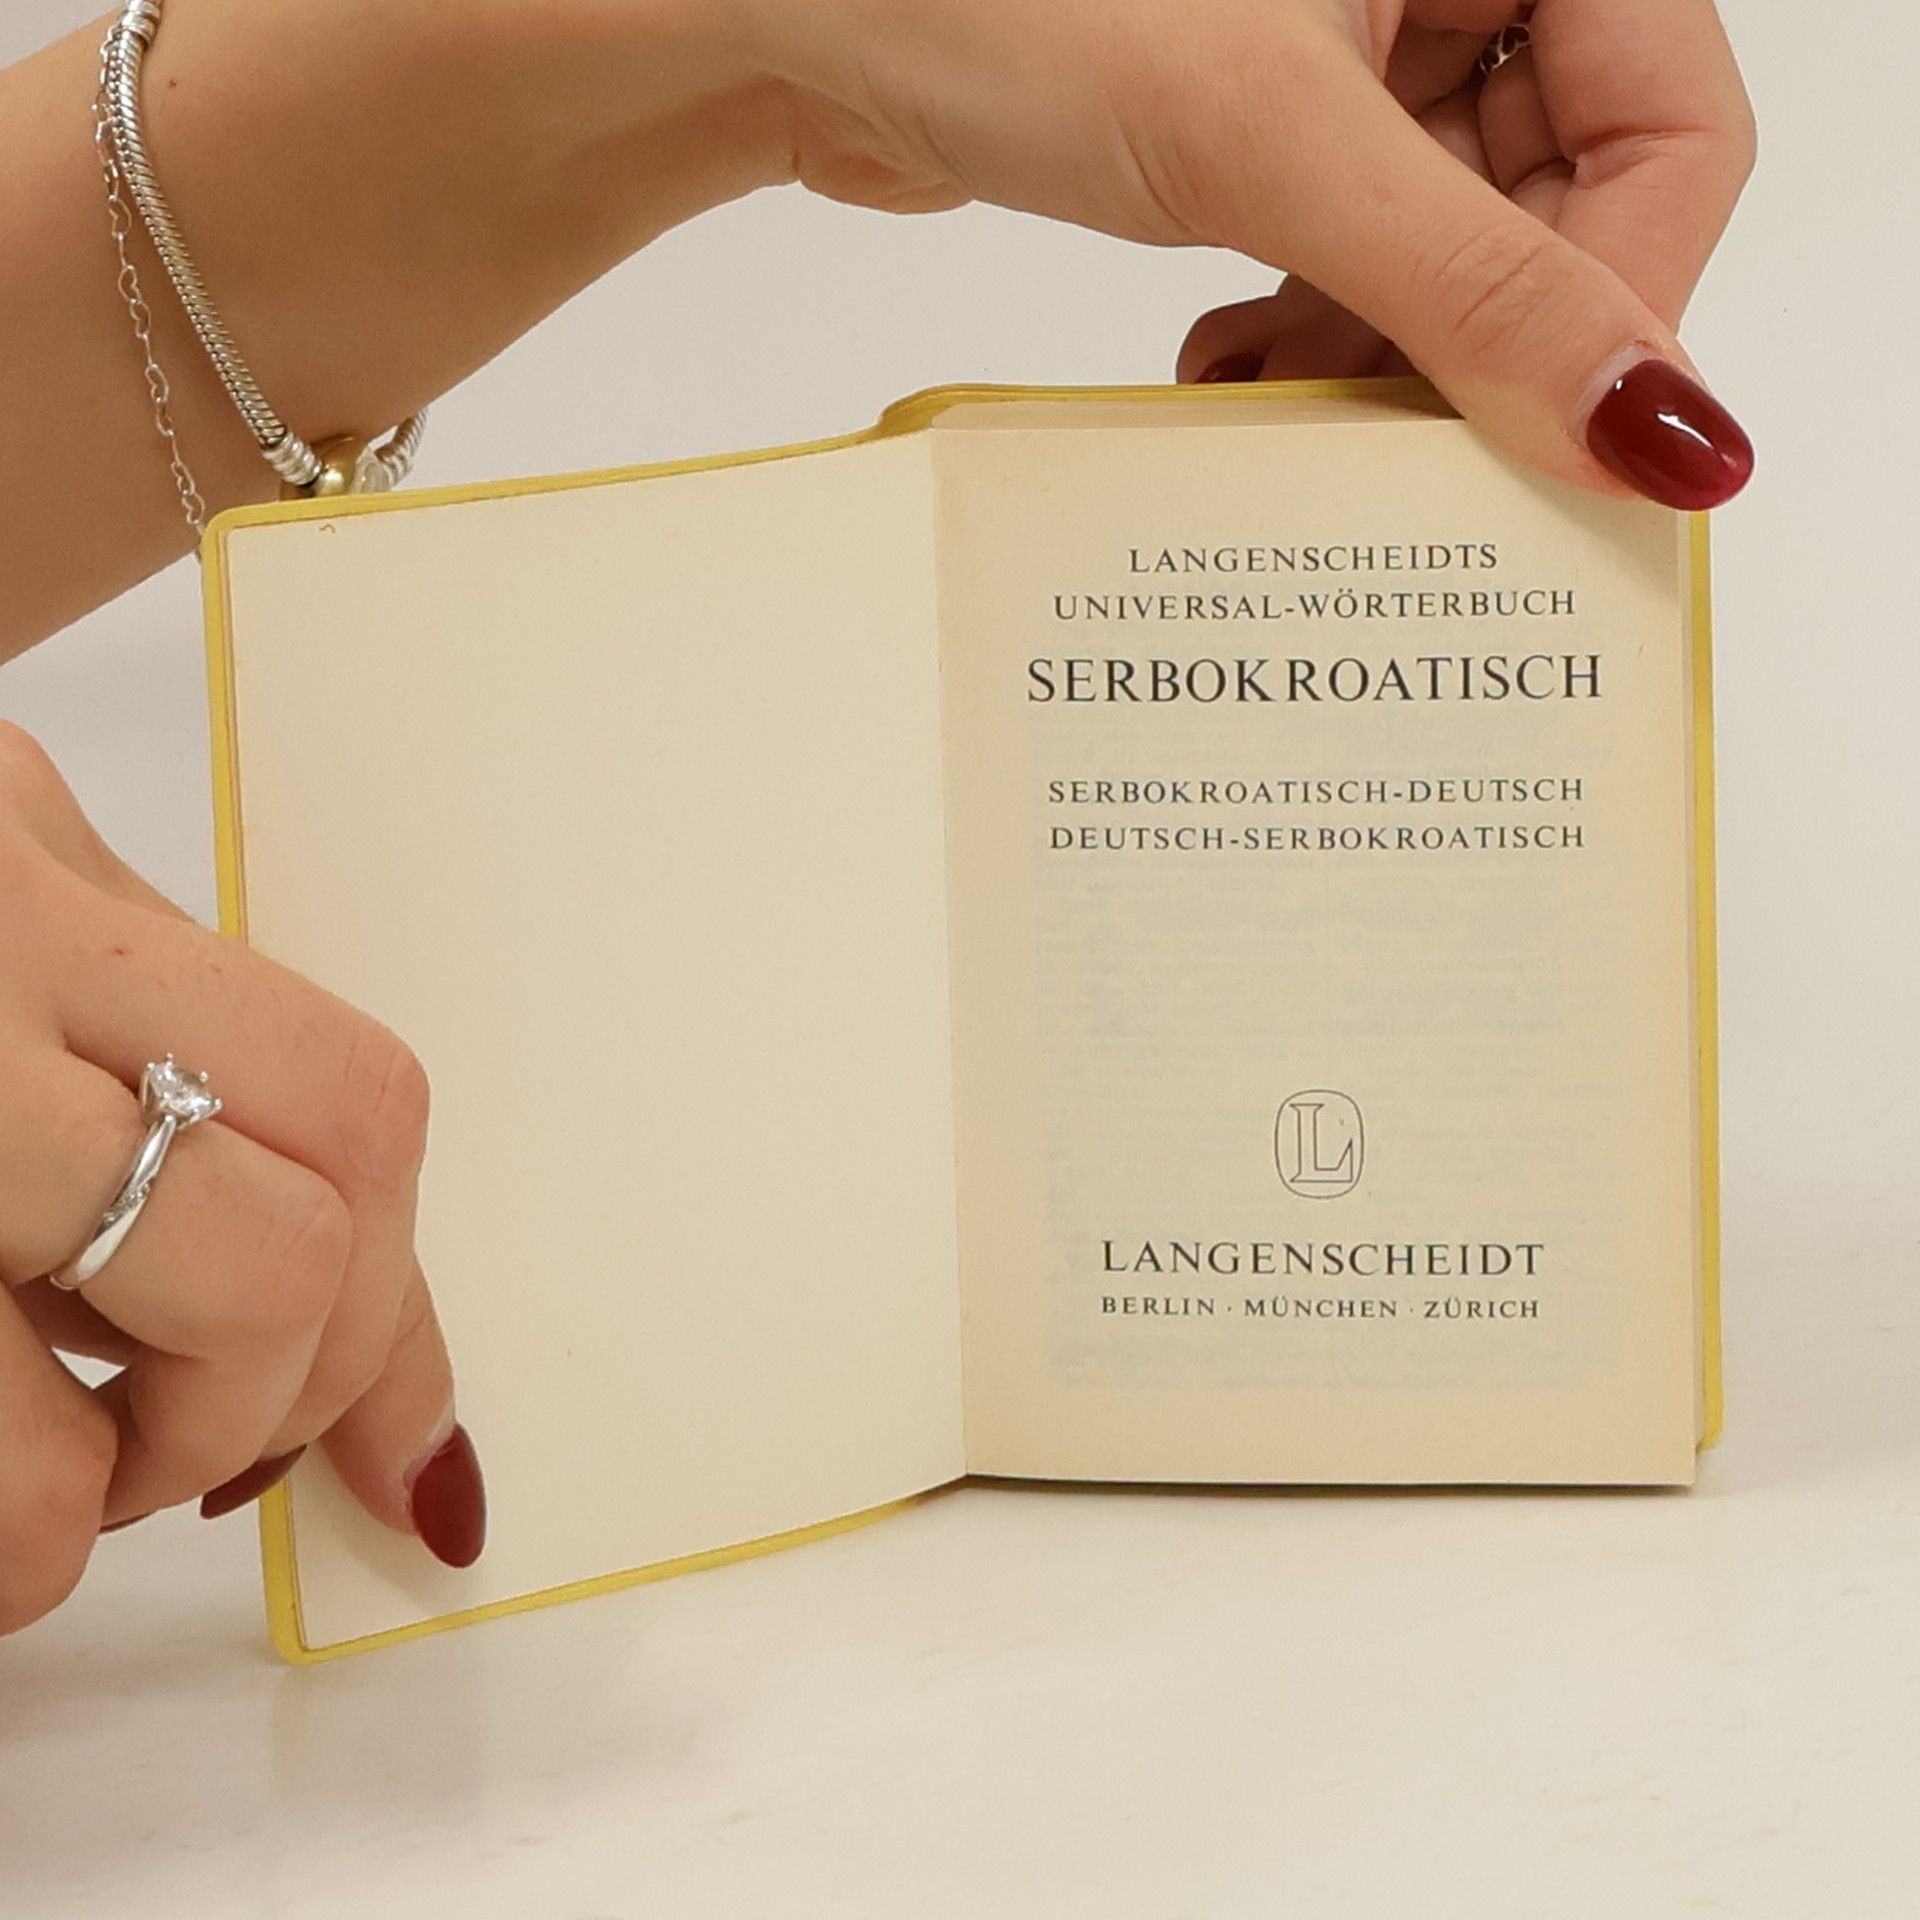 LANGENSCHEIDTS
UNIVERSAL-WÖRTERBUCH
SERBOKROATISCH
SERBOKROATISCH-DEUTSCH
DEUTSCH-SERBOKROATISCH
L
LANGENSCHEIDT
BERLIN · MÜNCHEN · ZÜRICH